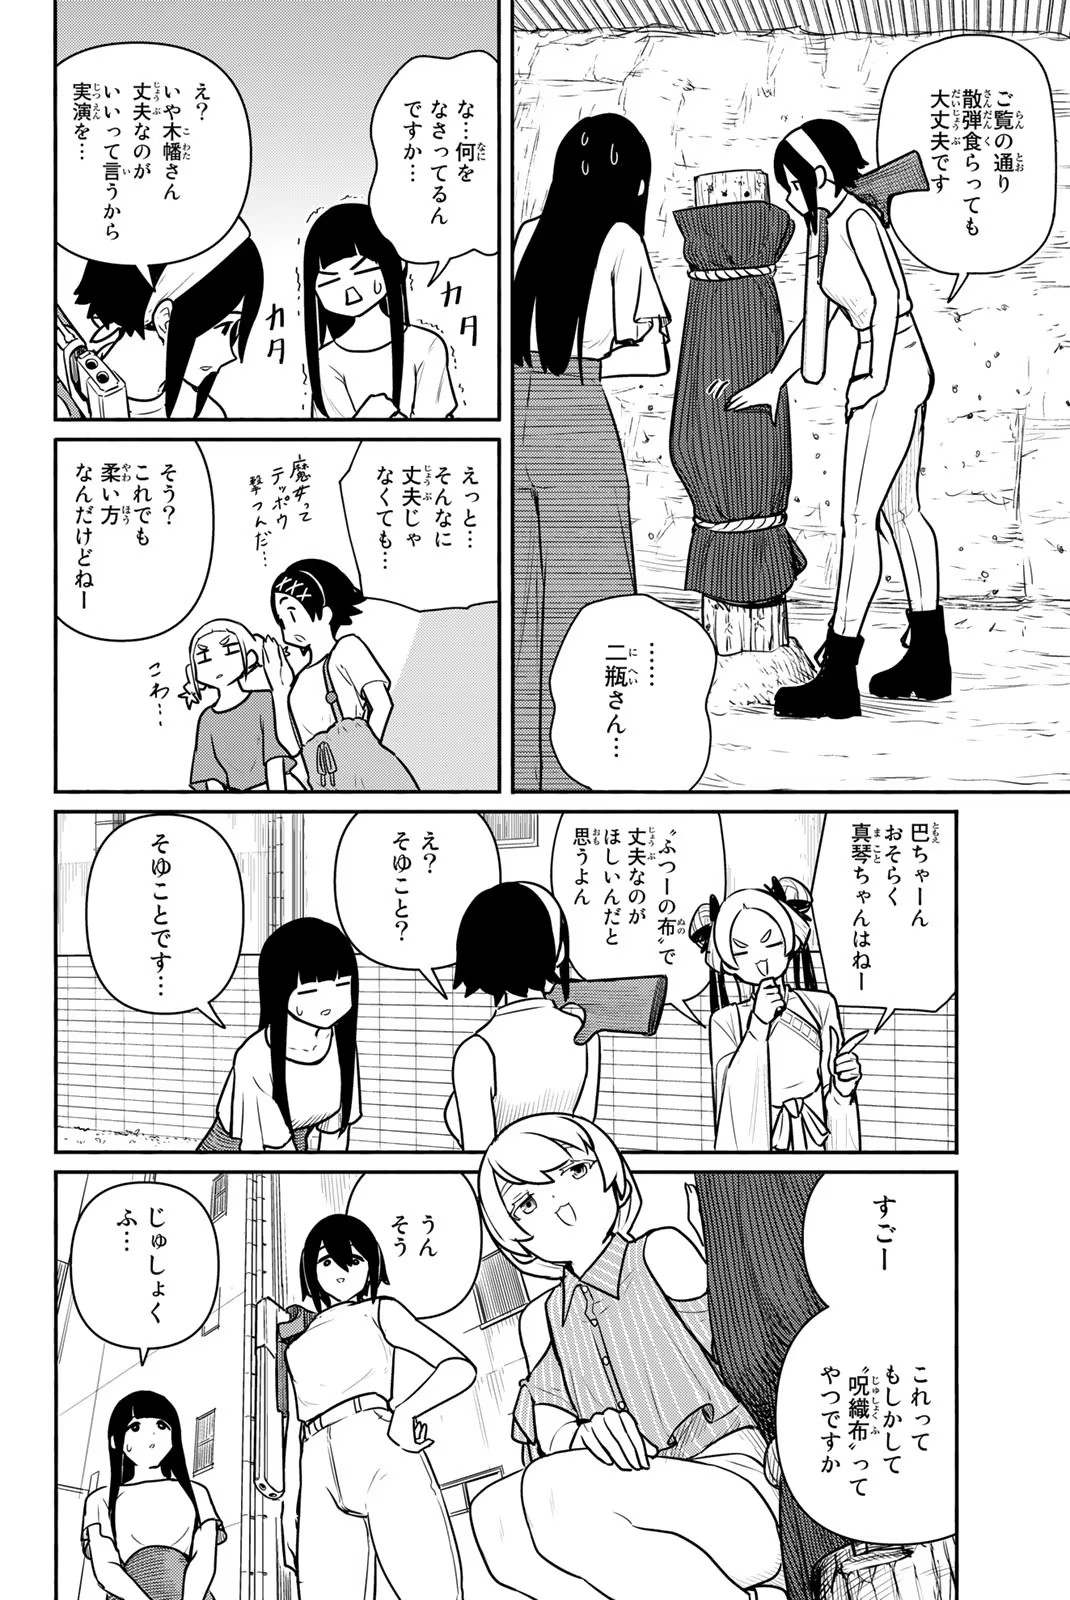 ご覧の通り
散弾食らっても
大丈夫です
……
二瓶さん…
な…何を
なさってるん
ですか…
カタ
カタ
え?
いや木幡さん
丈夫なのが
いいって言うから
実演を…
えっと…
そんなに
丈夫じゃ
なくても…
魔女って
テッポウ
撃つんだ…
こわ…
そう?
これでも
柔い方
なんだけどねー
巴ちゃーん
おそらく
真琴ちゃんはねー
〝ふつーの布〟で
丈夫なのが
ほしいんだと
思うよん
え?
そゆこと?
そゆことです…
すごー
これって
もしかして
〝呪織布〟って
やつですか
うん
そう
じゅしょく
ふ…